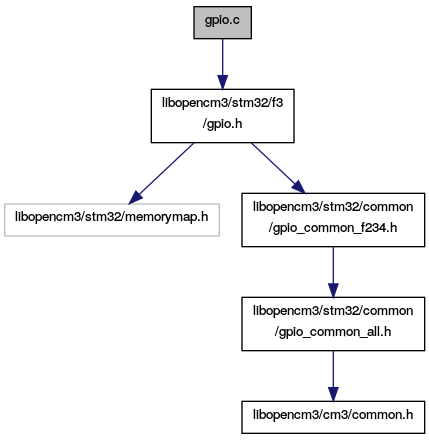 gpio.c
libopencm3/stm32/f3
/gpio.h
libopencm3/stm32/memorymap.h
libopencm3/stm32/common
/gpio_common_f234.h
libopencm3/stm32/common
/gpio_common_all.h
libopencm3/cm3/common.h